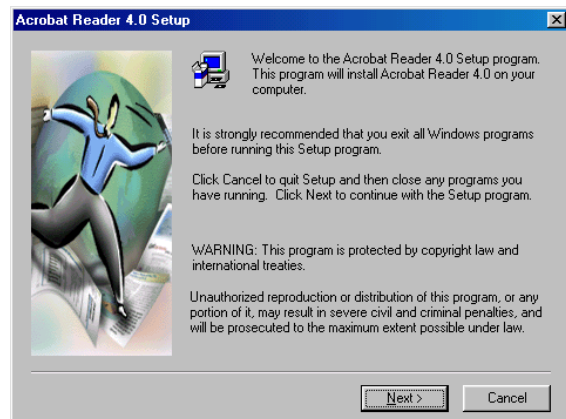 Acrobat Reader 4.0 Setup
Welcome to the Acrobat Reader 4.0 Setup program.
This program will install Acrobat Reader 4.0 on your
computer.
It is strongly recommended that you exit all Windows programs
before running this Setup program.
Click Cancel to quit Setup and then close any programs you
have running.  Click Next to continue with the Setup program.
WARNING: This program is protected by copyright law and
international treaties.
Unauthorized reproduction or distribution of this program, or any
portion of it, may result in severe civil and criminal penalties, and
will be prosecuted to the maximum extent possible under law.
Next >
Cancel